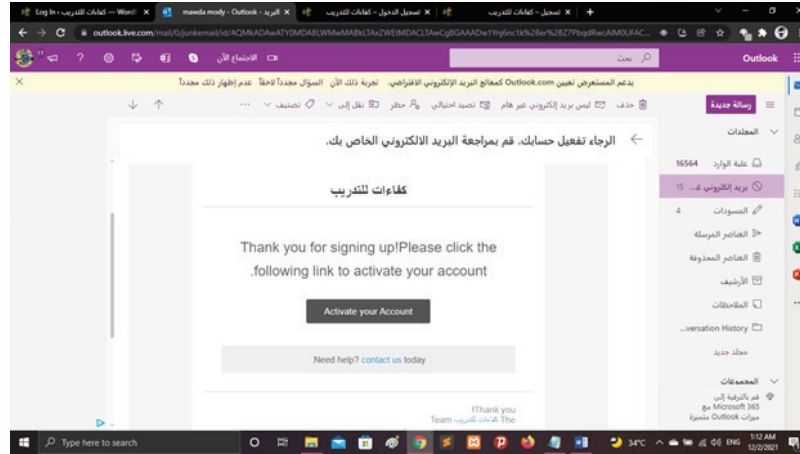 Log In ‹ كفاءات للتدريب — WordP
mawda mody - Outlook - البريد
تسجيل الدخول – كفاءات للتدريب
تسجيل – كفاءات للتدريب
outlook.live.com/mail/0/junkemail/id/
Outlook
بحث
الاجتماع الآن
يدعم المستعرض تعيين Outlook.com كمعالج البريد الإلكتروني الافتراضي. تجربة ذلك الآن السؤال مجدداً لاحقاً عدم إظهار ذلك مجدداً
رسالة جديدة
حذف ليس بريد إلكتروني غير هام تصيد احتيالي حظر نقل إلى تصنيف
المجلدات
علبة الوارد 16564
بريد إلكتروني غـ... 15
المسودات 4
العناصر المرسلة
العناصر المحذوفة
الأرشيف
الملاحظات
...versation History
مجلد جديد
المجموعات
قم بالترقية إلى
Microsoft 365 مع
ميزات Outlook متميزة
الرجاء تفعيل حسابك. قم بمراجعة البريد الالكتروني الخاص بك.
كفاءات للتدريب
Thank you for signing up!Please click the
.following link to activate your account
Activate your Account
.Need help? contact us today
!Thank you
Team كفاءات للتدريب The
Type here to search
34°C
ENG
1:12 AM
12/2/2021